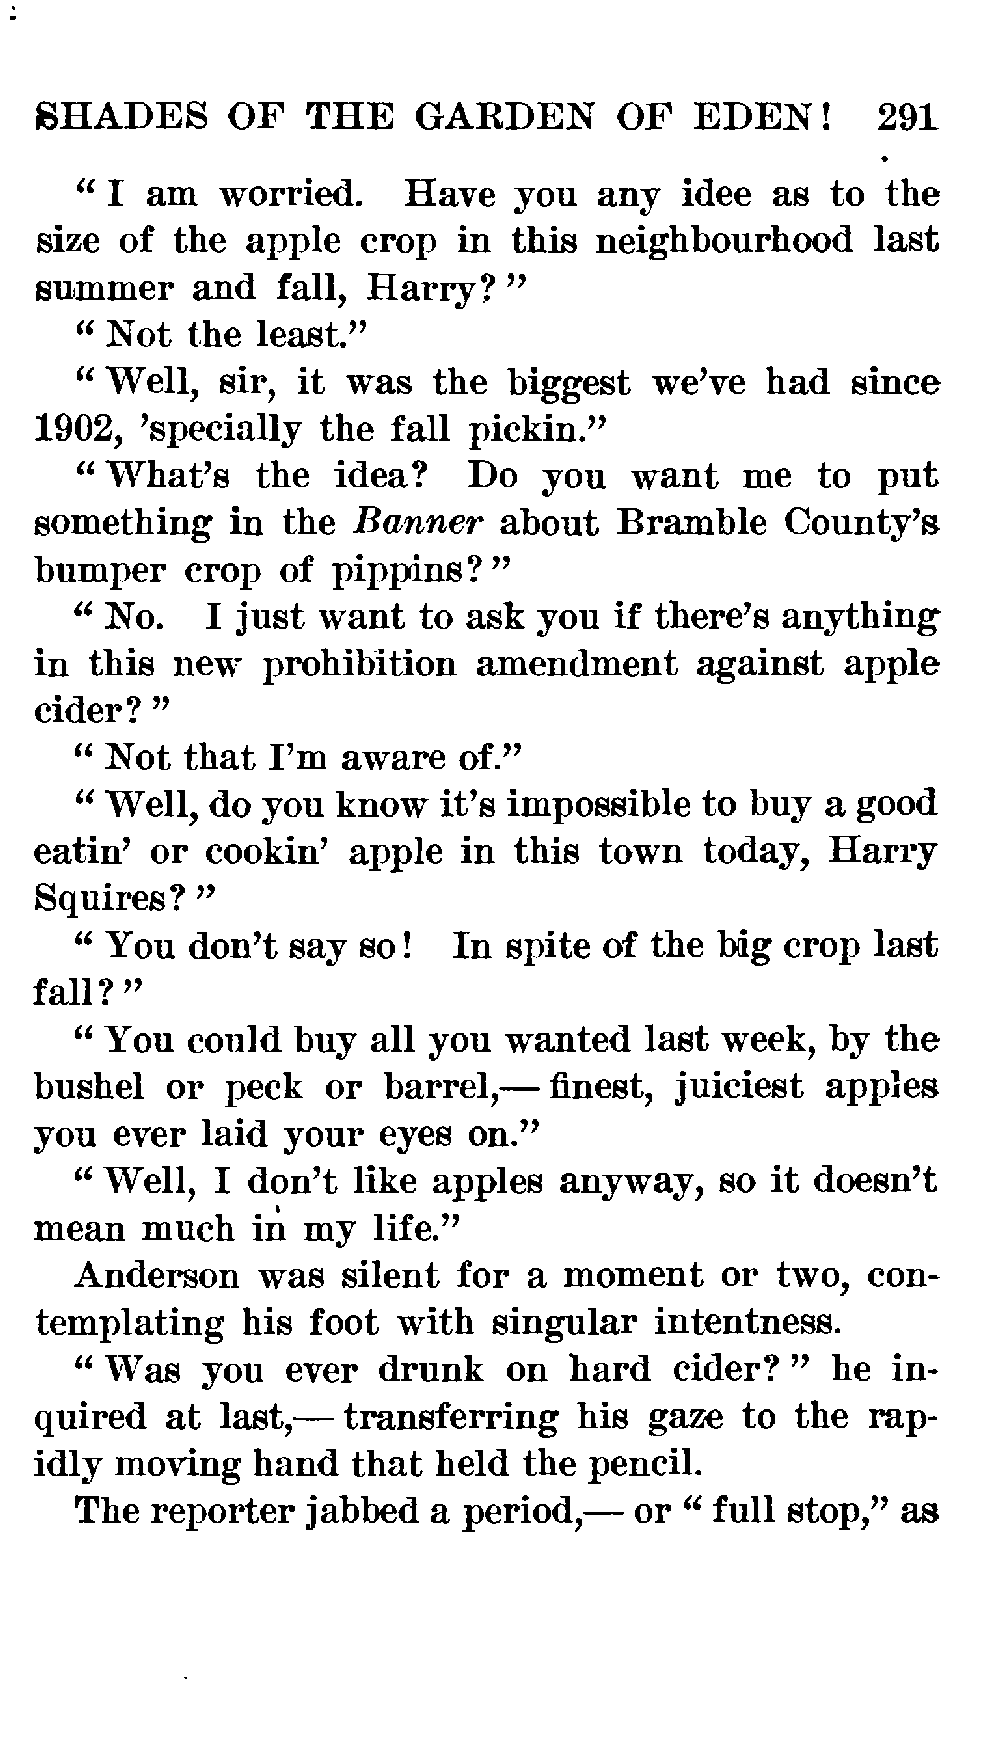 SHADES OF THE GARDEN OF EDEN! 291
" I am worried. Have you any idee as to the
size of the apple crop in this neighbourhood last
summer and fall, Harry? "
" Not the least."
" Well, sir, it was the biggest we've had since
1902, 'specially the fall pickin."
" What's the idea? Do you want me to put
something in the Banner about Bramble County's
bumper crop of pippins? "
" No. I just want to ask you if there's anything
in this new prohibition amendment against apple
cider? "
" Not that I'm aware of."
" Well, do you know it's impossible to buy a good
eatin' or cookin' apple in this town today, Harry
Squires? "
" You don't say so! In spite of the big crop last
fall? "
" You could buy all you wanted last week, by the
bushel or peck or barrel,— finest, juiciest apples
you ever laid your eyes on."
" Well, I don't like apples anyway, so it doesn't
mean much in my life."
Anderson was silent for a moment or two, con-
templating his foot with singular intentness.
" Was you ever drunk on hard cider? " he in-
quired at last,— transferring his gaze to the rap-
idly moving hand that held the pencil.
The reporter jabbed a period,— or " full stop," as